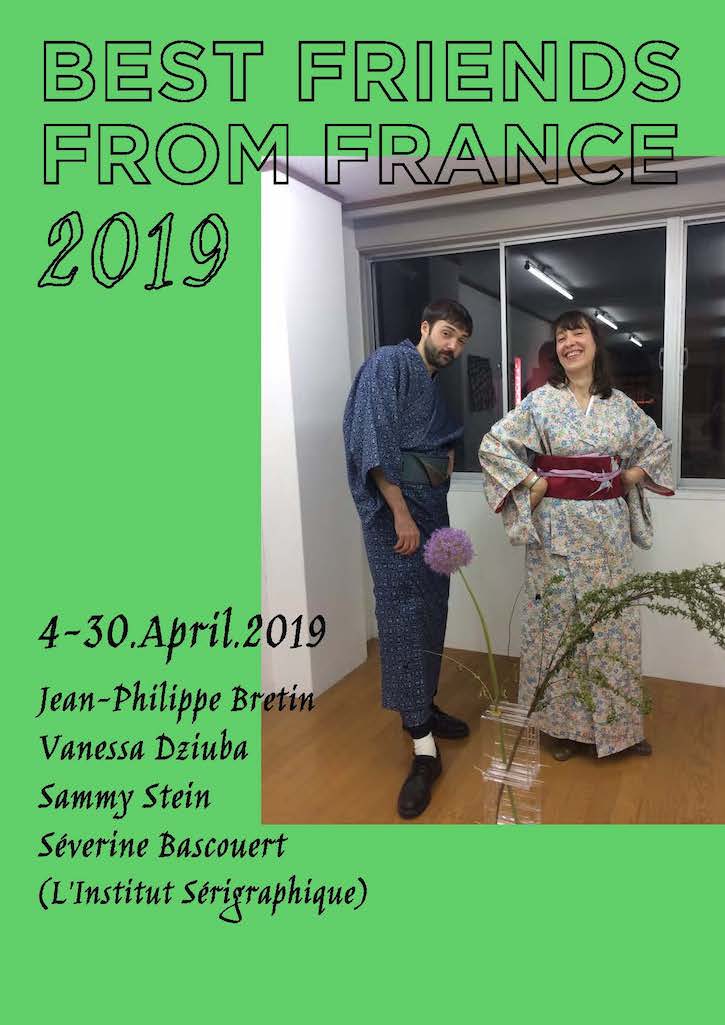 BEST FRIENDS
FROM FRANCE
2019
4-30.April.2019
Jean-Philippe Bretin
Vanessa Dziuba
Sammy Stein
Séverine Bascouert
(L'Institut Sérigraphique)